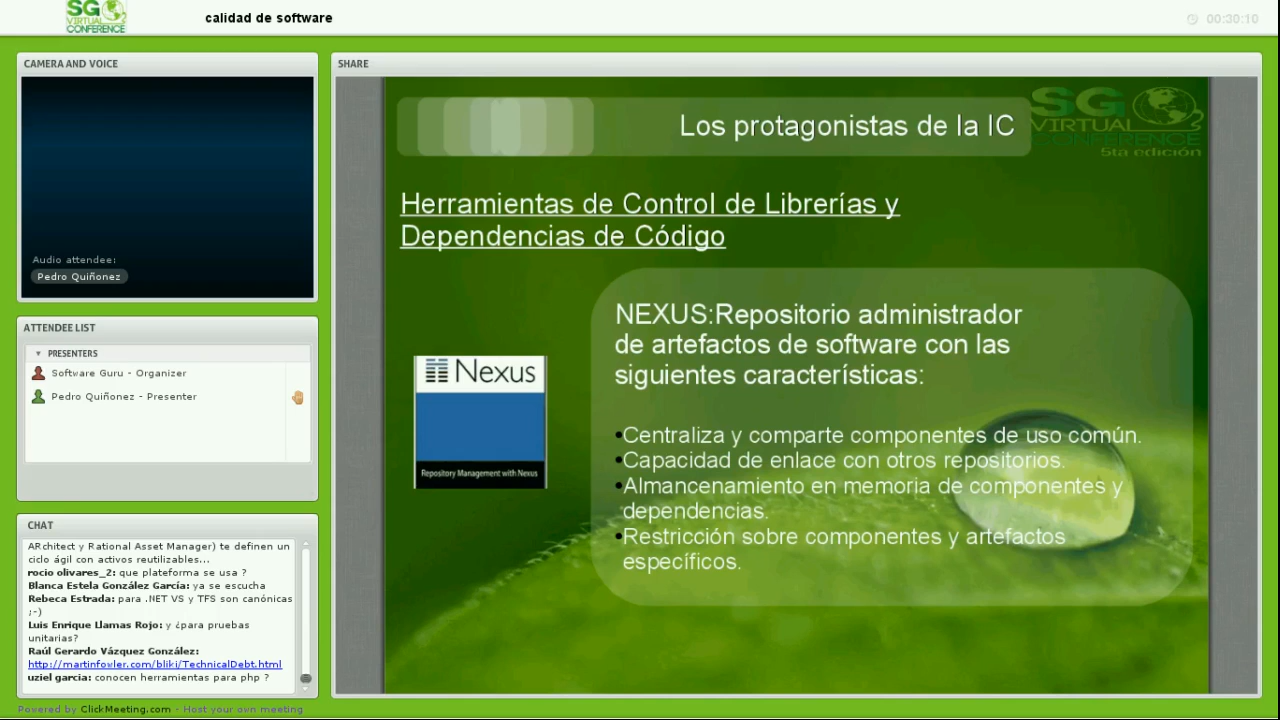 SG
VIRTUAL
CONFERENCE
calidad de software
00:30:10
CAMERA AND VOICE
Audio attendee:
Pedro Quiñonez
ATTENDEE LIST
PRESENTERS
Software Guru - Organizer
Pedro Quiñonez - Presenter
CHAT
ARchitect y Rational Asset Manager) te definen un
ciclo ágil con activos reutilizables...
rocio olivares_2: que plataforma se usa ?
Blanca Estela González García: ya se escucha
Rebeca Estrada: para .NET VS y TFS son canónicas
;-)
Luis Enrique Llamas Rojo: y ¿para pruebas
unitarias?
Raúl Gerardo Vázquez González:
http://martinfowler.com/bliki/TechnicalDebt.html
uziel garcia: conocen herramientas para php ?
Powered by ClickMeeting.com - Host your own meeting
SHARE
Los protagonistas de la IC
SG
VIRTUAL
CONFERENCE
5ta edición
Herramientas de Control de Librerías y
Dependencias de Código
Nexus
Repository Management with Nexus
NEXUS:Repositorio administrador
de artefactos de software con las
siguientes características:
•Centraliza y comparte componentes de uso común.
•Capacidad de enlace con otros repositorios.
•Almancenamiento en memoria de componentes y
dependencias.
•Restricción sobre componentes y artefactos
específicos.